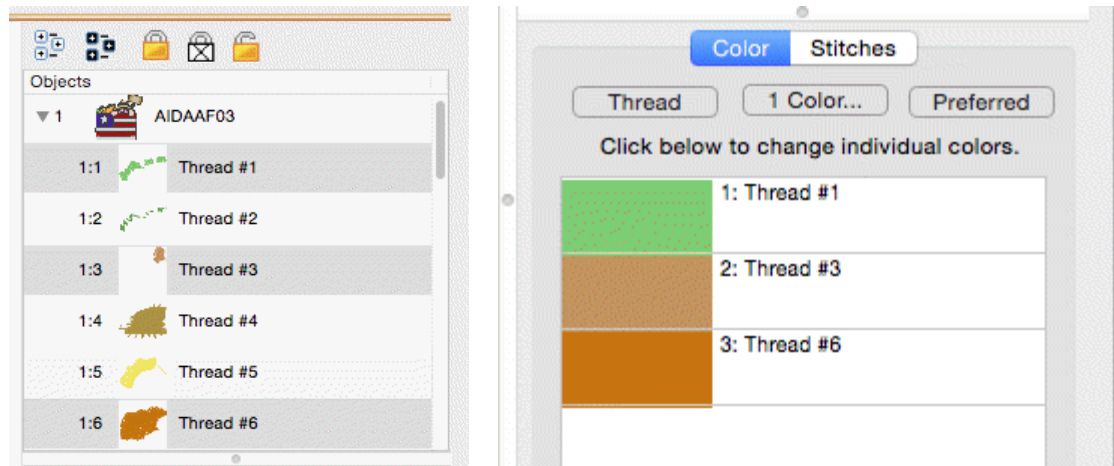 Objects
1 AIDAAF03
1:1 Thread #1
1:2 Thread #2
1:3 Thread #3
1:4 Thread #4
1:5 Thread #5
1:6 Thread #6
Color Stitches
Thread 1 Color... Preferred
Click below to change individual colors.
1: Thread #1
2: Thread #3
3: Thread #6